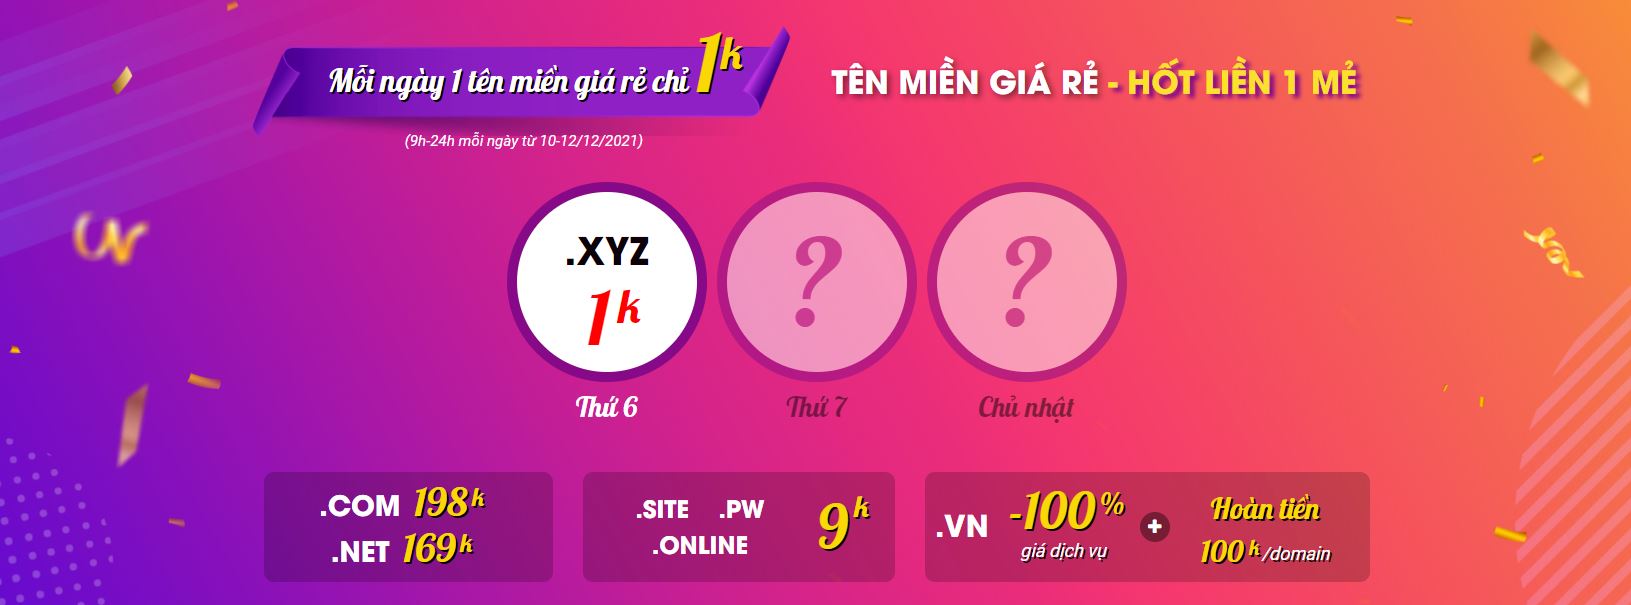 Mỗi ngày 1 tên miền giá rẻ chỉ 1k
(9h-24h mỗi ngày từ 10-12/12/2021)
TÊN MIỀN GIÁ RẺ - HỐT LIỀN 1 MẺ
.XYZ
1k
?
?
Thứ 6
Thứ 7
Chủ nhật
.COM 198k
.NET 169k
.SITE .PW
.ONLINE
9k
.VN
-100%
giá dịch vụ
+
Hoàn tiền
100k/domain